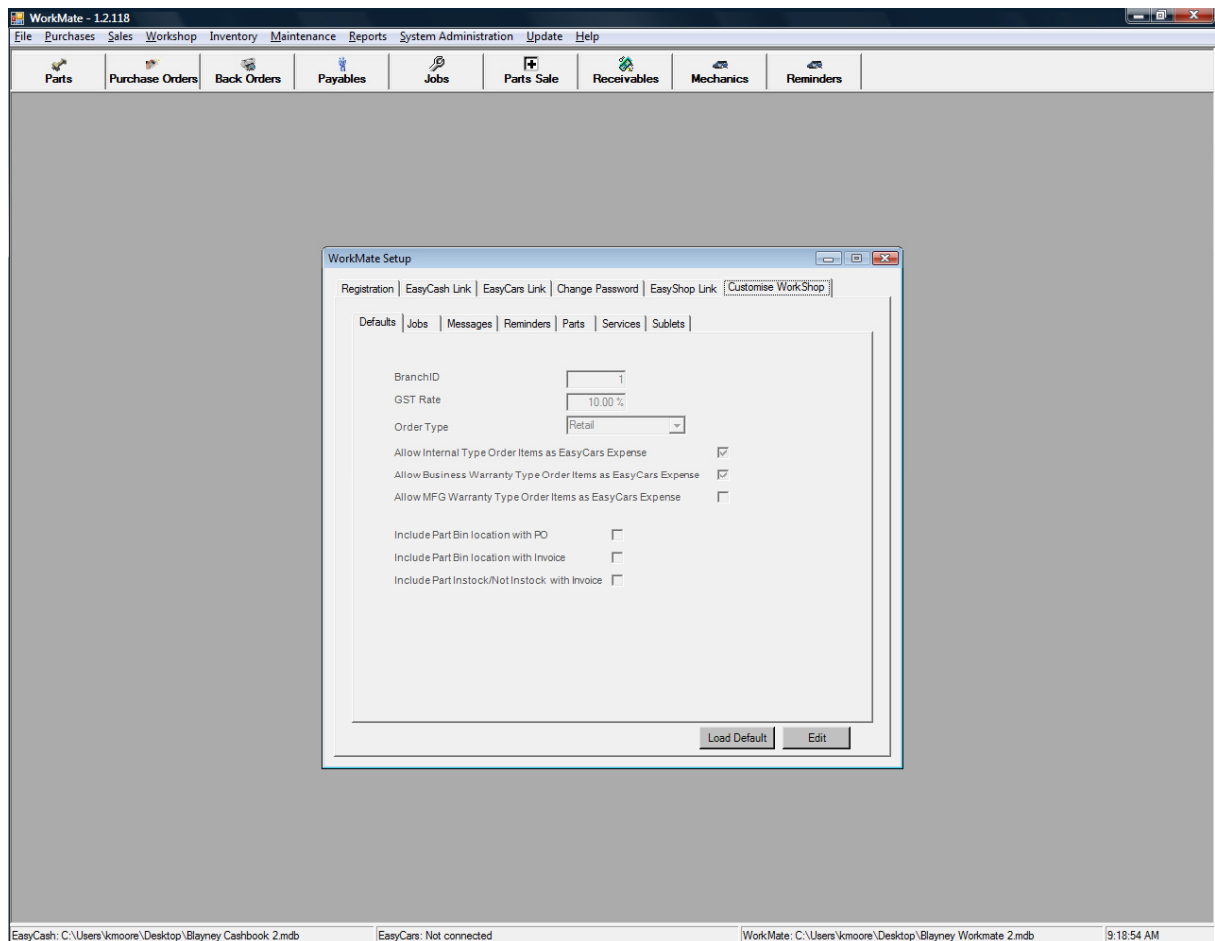 WorkMate - 1.2.118
File Purchases Sales Workshop Inventory Maintenance Reports System Administration Update Help
Parts Purchase Orders Back Orders Payables Jobs Parts Sale Receivables Mechanics Reminders
WorkMate Setup
Registration EasyCash Link EasyCars Link Change Password EasyShop Link Customise WorkShop
Defaults Jobs Messages Reminders Parts Services Sublets
BranchID 1
GST Rate 10.00 %
Order Type Retail
Allow Internal Type Order Items as EasyCars Expense
Allow Business Warranty Type Order Items as EasyCars Expense
Allow MFG Warranty Type Order Items as EasyCars Expense
Include Part Bin location with PO
Include Part Bin location with Invoice
Include Part Instock/Not Instock with Invoice
Load Default Edit
EasyCash: C:\Users\kmoore\Desktop\Blayney Cashbook 2.mdb EasyCars: Not connected WorkMate: C:\Users\kmoore\Desktop\Blayney Workmate 2.mdb 9:18:54 AM